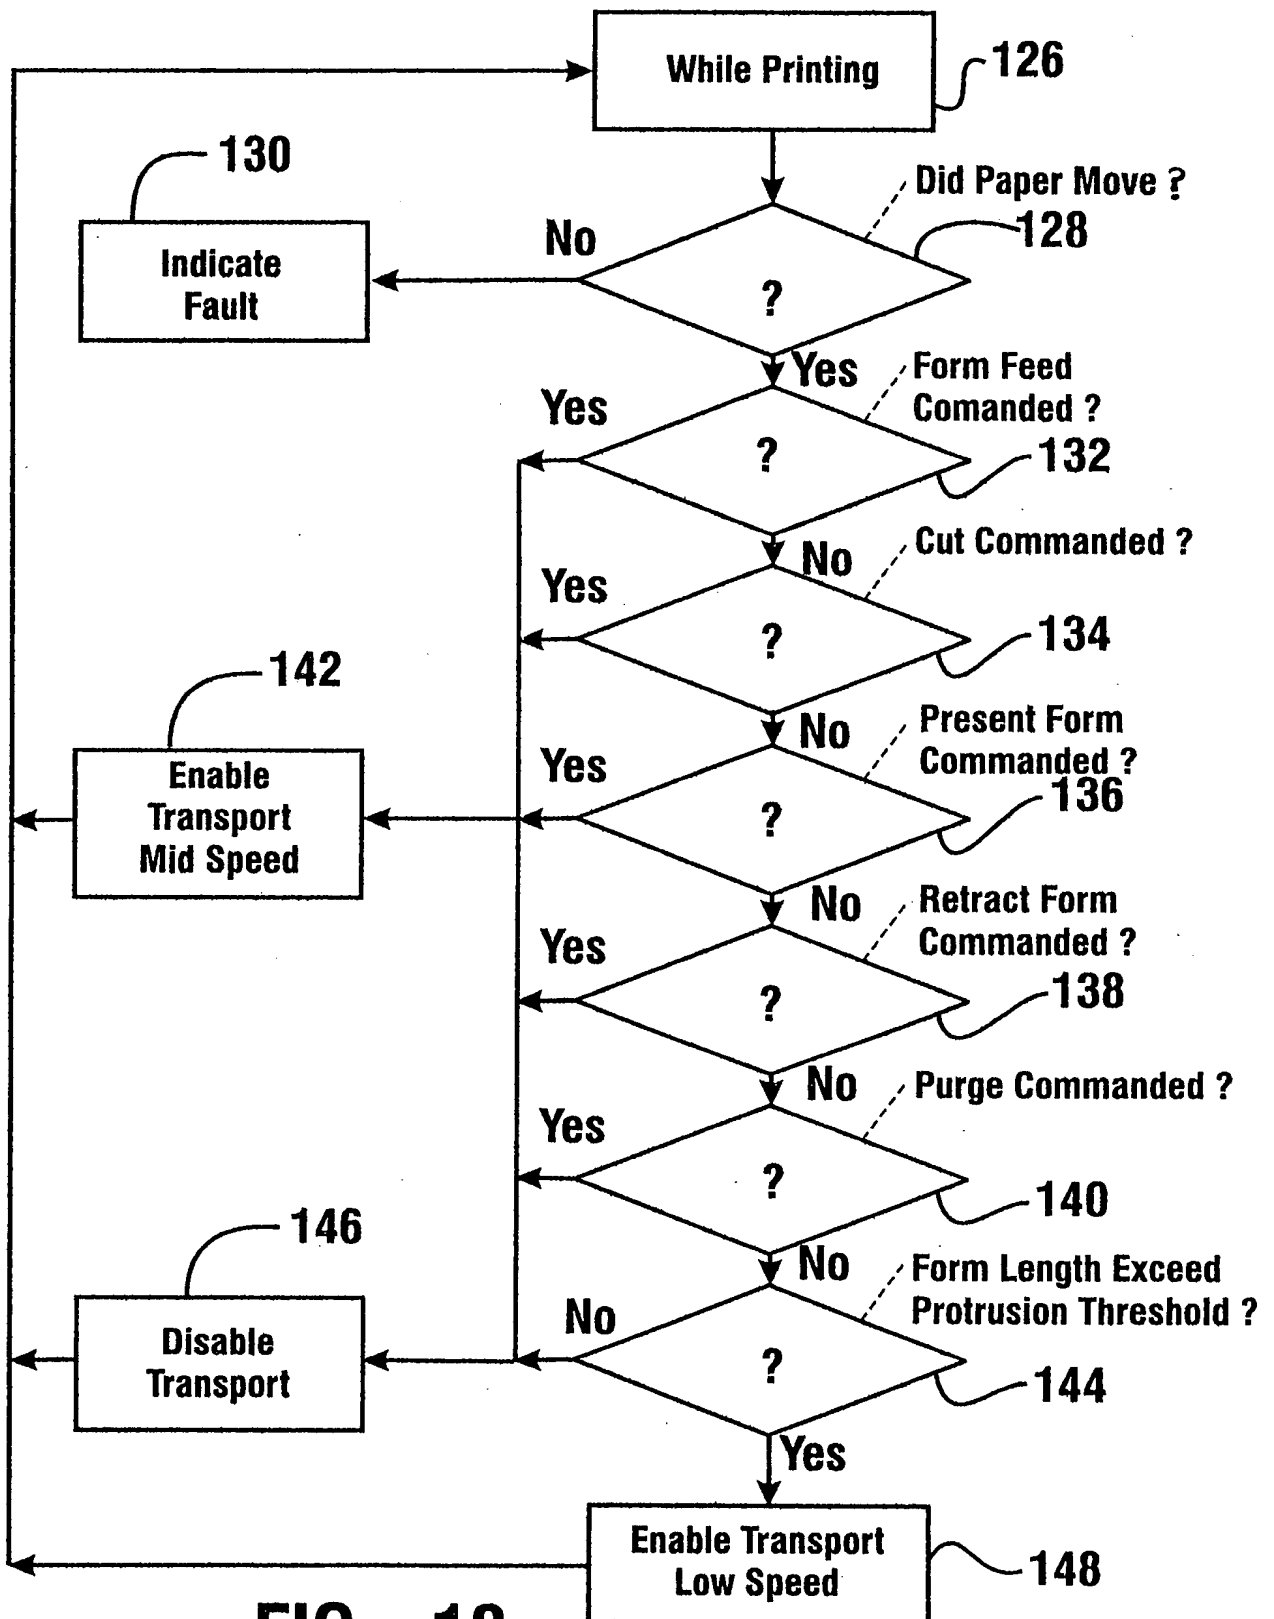 While Printing
126
130
Did Paper Move ?
128
No
Indicate
Fault
?
Yes
Form Feed
Comanded ?
Yes
?
132
Cut Commanded ?
No
Yes
?
134
142
Present Form
Commanded ?
No
Yes
136
Enable
Transport
Mid Speed
?
Retract Form
Commanded ?
No
Yes
138
?
No
Purge Commanded ?
Yes
?
140
146
No
Form Length Exceed
Protrusion Threshold ?
No
Disable
Transport
?
144
Yes
Enable Transport
Low Speed
148